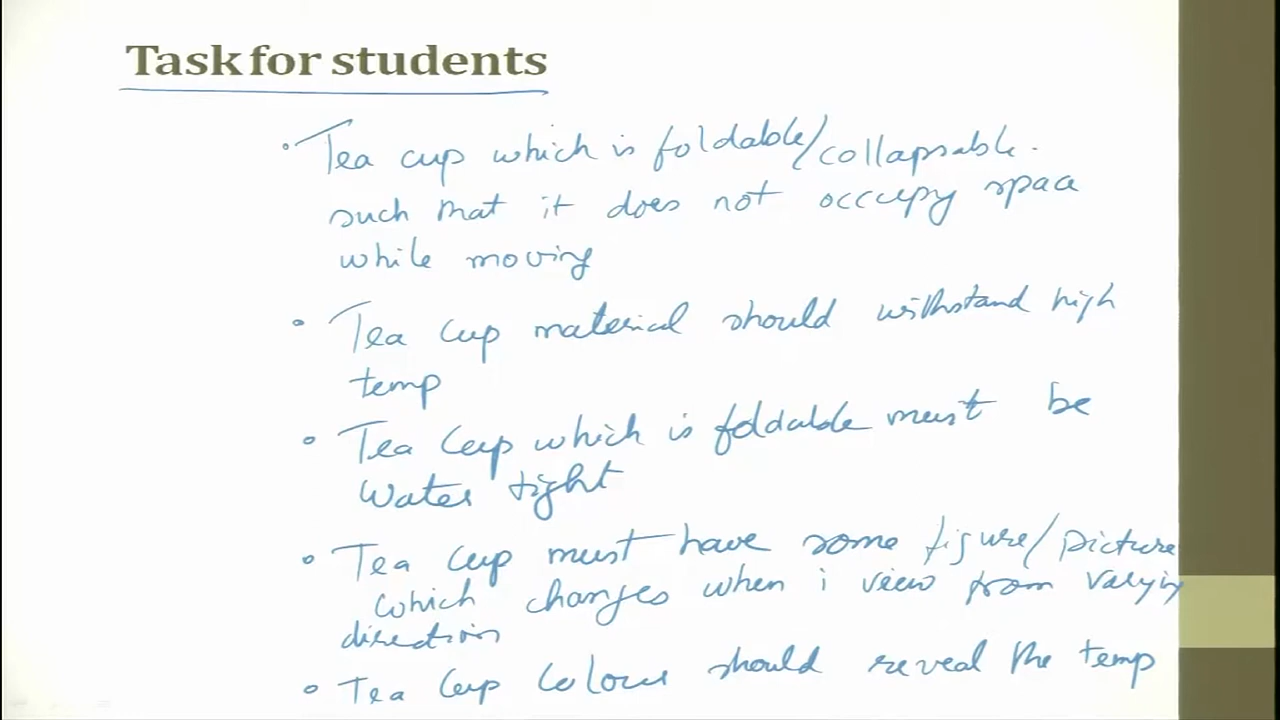 Task for students
• Tea cup which is foldable/collapsable.
such that it does not occupy space
while moving
• Tea cup material should withstand high
temp
• Tea cup which is foldable must be
water tight
• Tea cup must have some figure/picture
which changes when i view from varying
direction
• Tea cup colour should reveal the temp